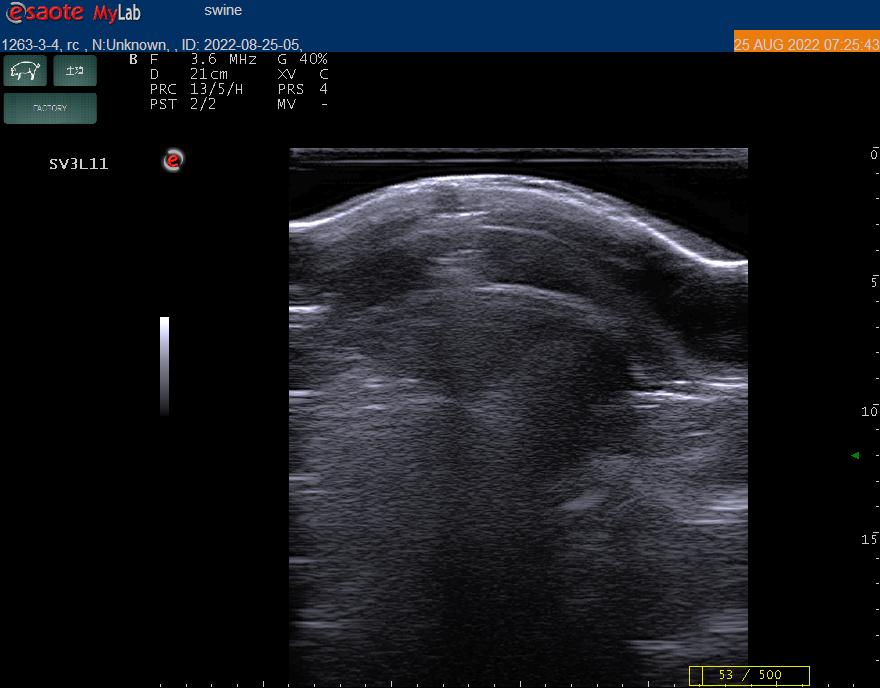 esaote MyLab
swine
1263-3-4, rc , N:Unknown, , ID: 2022-08-25-05,
25 AUG 2022 07:25:43
B F 3.6 MHz G 40%
D 21cm XV C
PRC 13/5/H PRS 4
PST 2/2 MV -
FACTORY
SV3L11
e
0
5
10
15
53 / 500